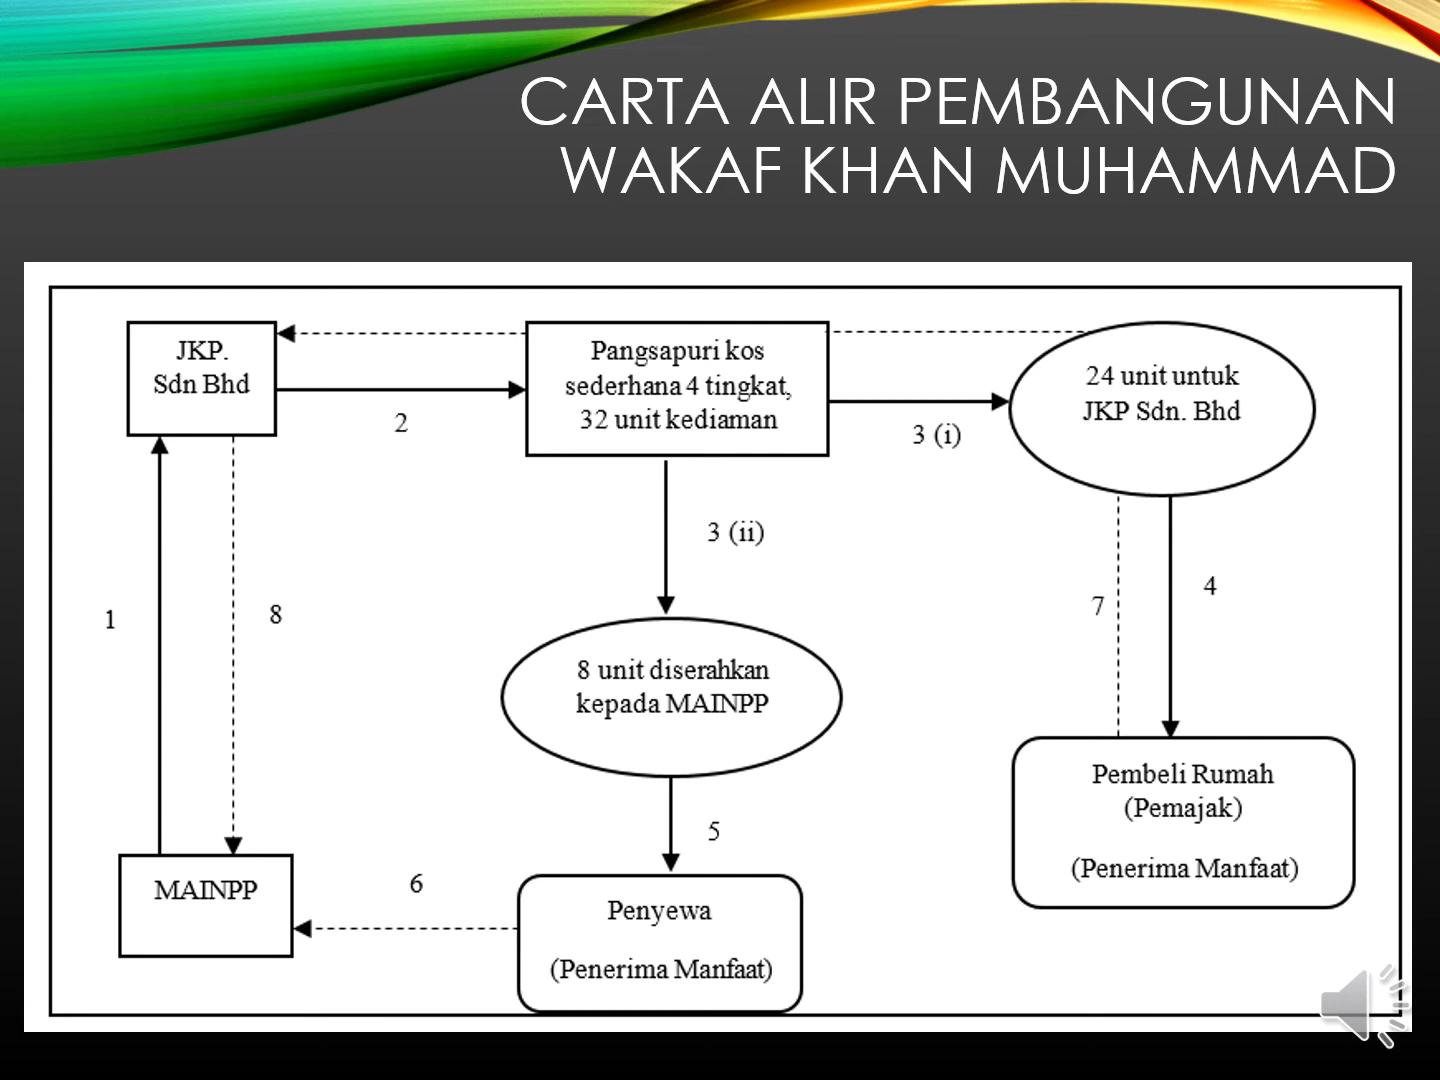 CARTA ALIR PEMBANGUNAN
WAKAF KHAN MUHAMMAD
JKP.
Sdn Bhd
2
Pangsapuri kos
sederhana 4 tingkat,
32 unit kediaman
3 (i)
24 unit untuk
JKP Sdn. Bhd
1
8
3 (ii)
7
4
8 unit diserahkan
kepada MAINPP
5
Pembeli Rumah
(Pemajak)
(Penerima Manfaat)
MAINPP
6
Penyewa
(Penerima Manfaat)